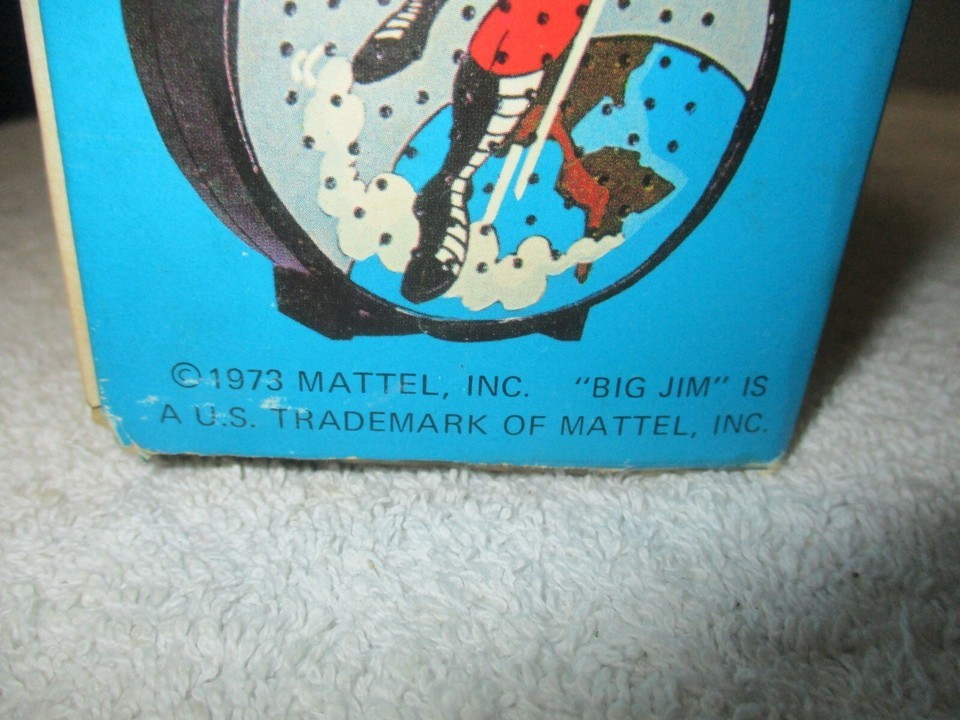 ©1973 MATTEL, INC. "BIG JIM" IS
A U.S. TRADEMARK OF MATTEL, INC.